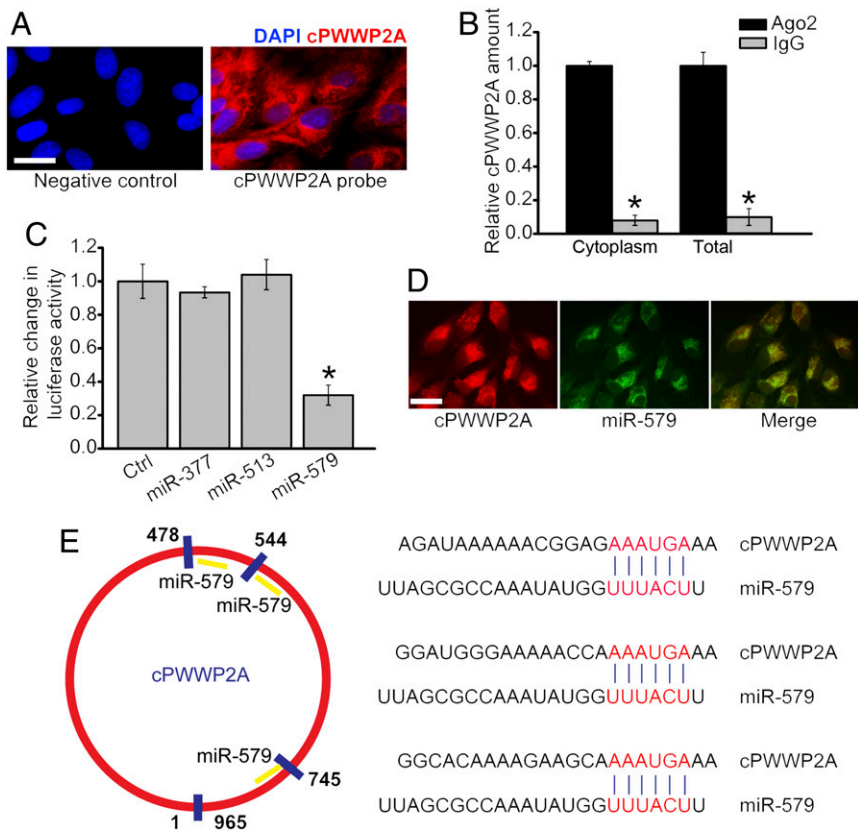 A
DAPI cPWWP2A
Negative control
cPWWP2A probe
B
Relative cPWWP2A amount
1.2
1.0
0.8
0.4
0.0
Ago2
IgG
*
*
Cytoplasm
Total
C
Relative change in
luciferase activity
1.2
1.0
0.8
0.6
0.4
0.2
0.0
*
Ctrl
miR-377
miR-513
miR-579
D
cPWWP2A
miR-579
Merge
E
478
544
miR-579
miR-579
cPWWP2A
miR-579
745
1
965
AGAUAAAAAACGGAGAAAUGAAA cPWWP2A
UUAGCGCCAAAUAUGGUUUACUU miR-579
GGAUGGGAAAAACCAAAAUGAAA cPWWP2A
UUAGCGCCAAAUAUGGUUUACUU miR-579
GGCACAAAAGAAGCAAAAUGAAA cPWWP2A
UUAGCGCCAAAUAUGGUUUACUU miR-579